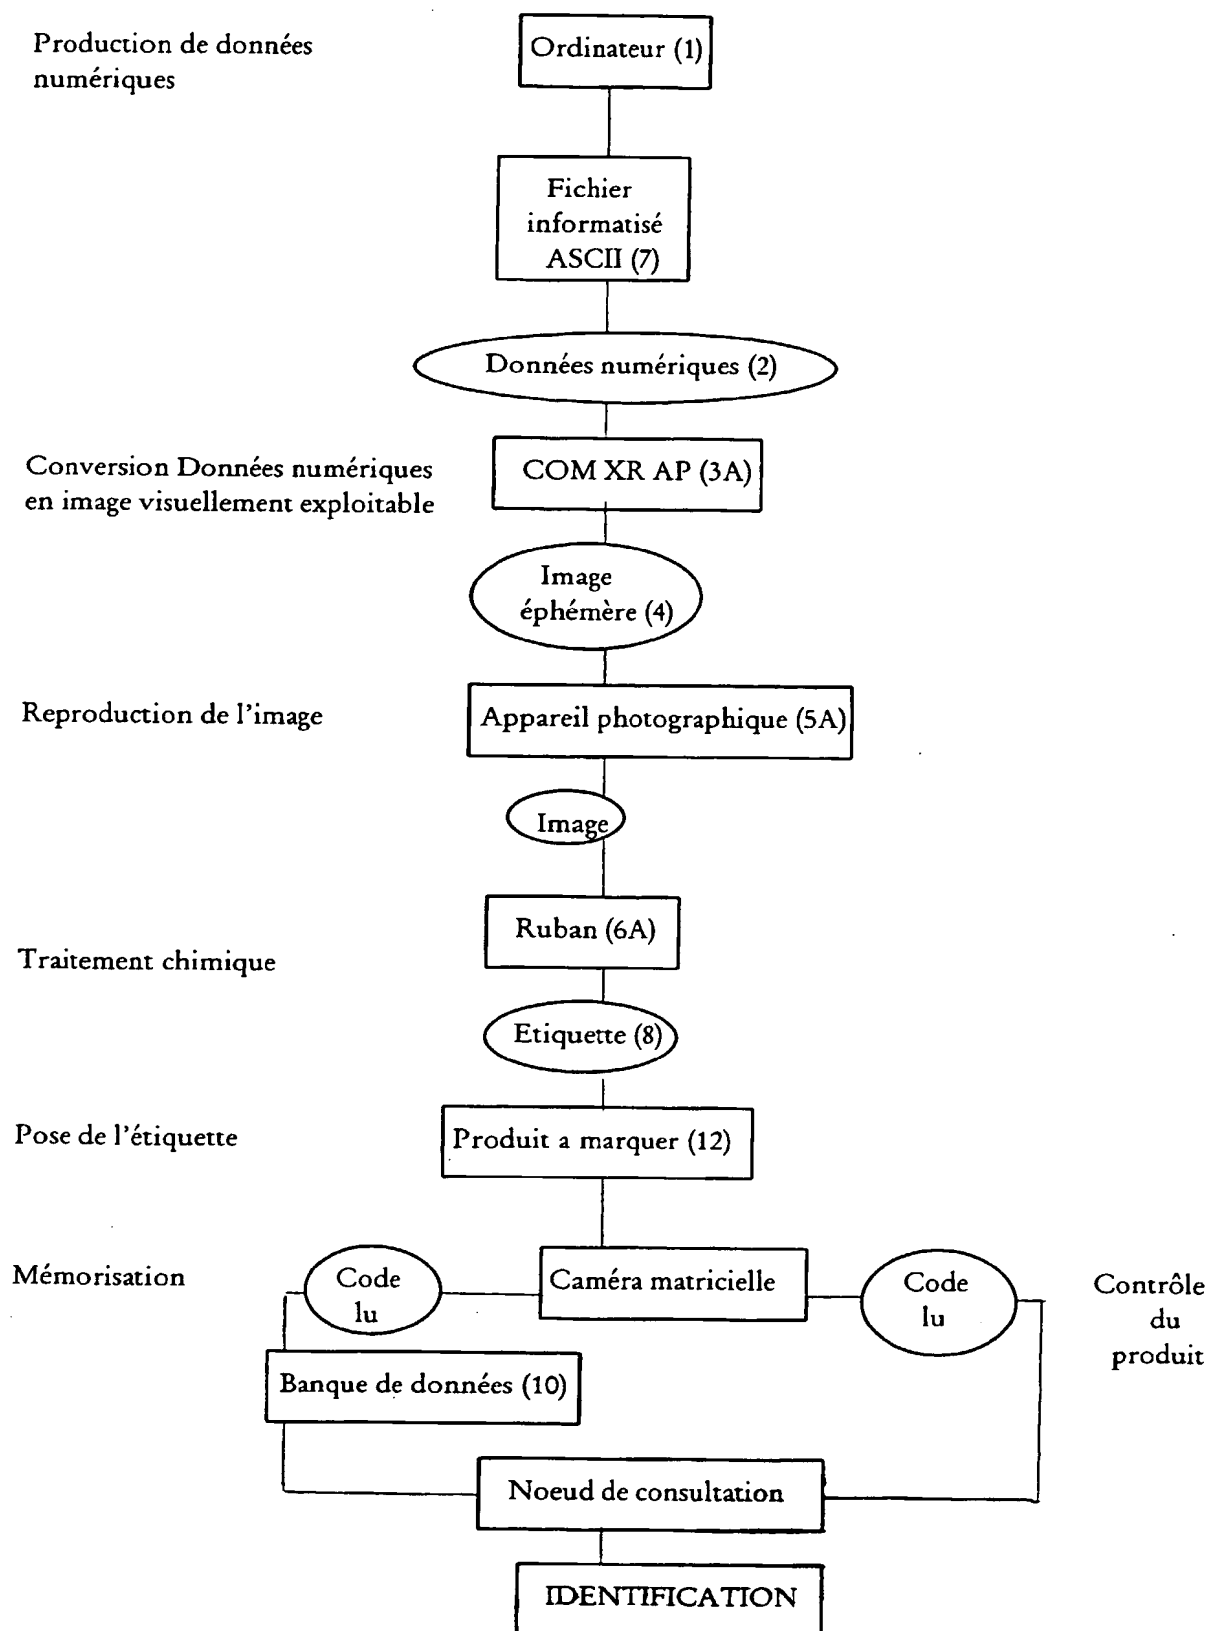 Production de données
numériques
Ordinateur (1)
Fichier
informatisé
ASCII (7)
Données numériques (2)
Conversion Données numériques
en image visuellement exploitable
COM XR AP (3A)
Image
éphémère (4)
Reproduction de l'image
Appareil photographique (5A)
Image
Ruban (6A)
Traitement chimique
Etiquette (8)
Pose de l'étiquette
Produit a marquer (12)
Mémorisation
Code
lu
Caméra matricielle
Code
lu
Contrôle
du
produit
Banque de données (10)
Noeud de consultation
IDENTIFICATION